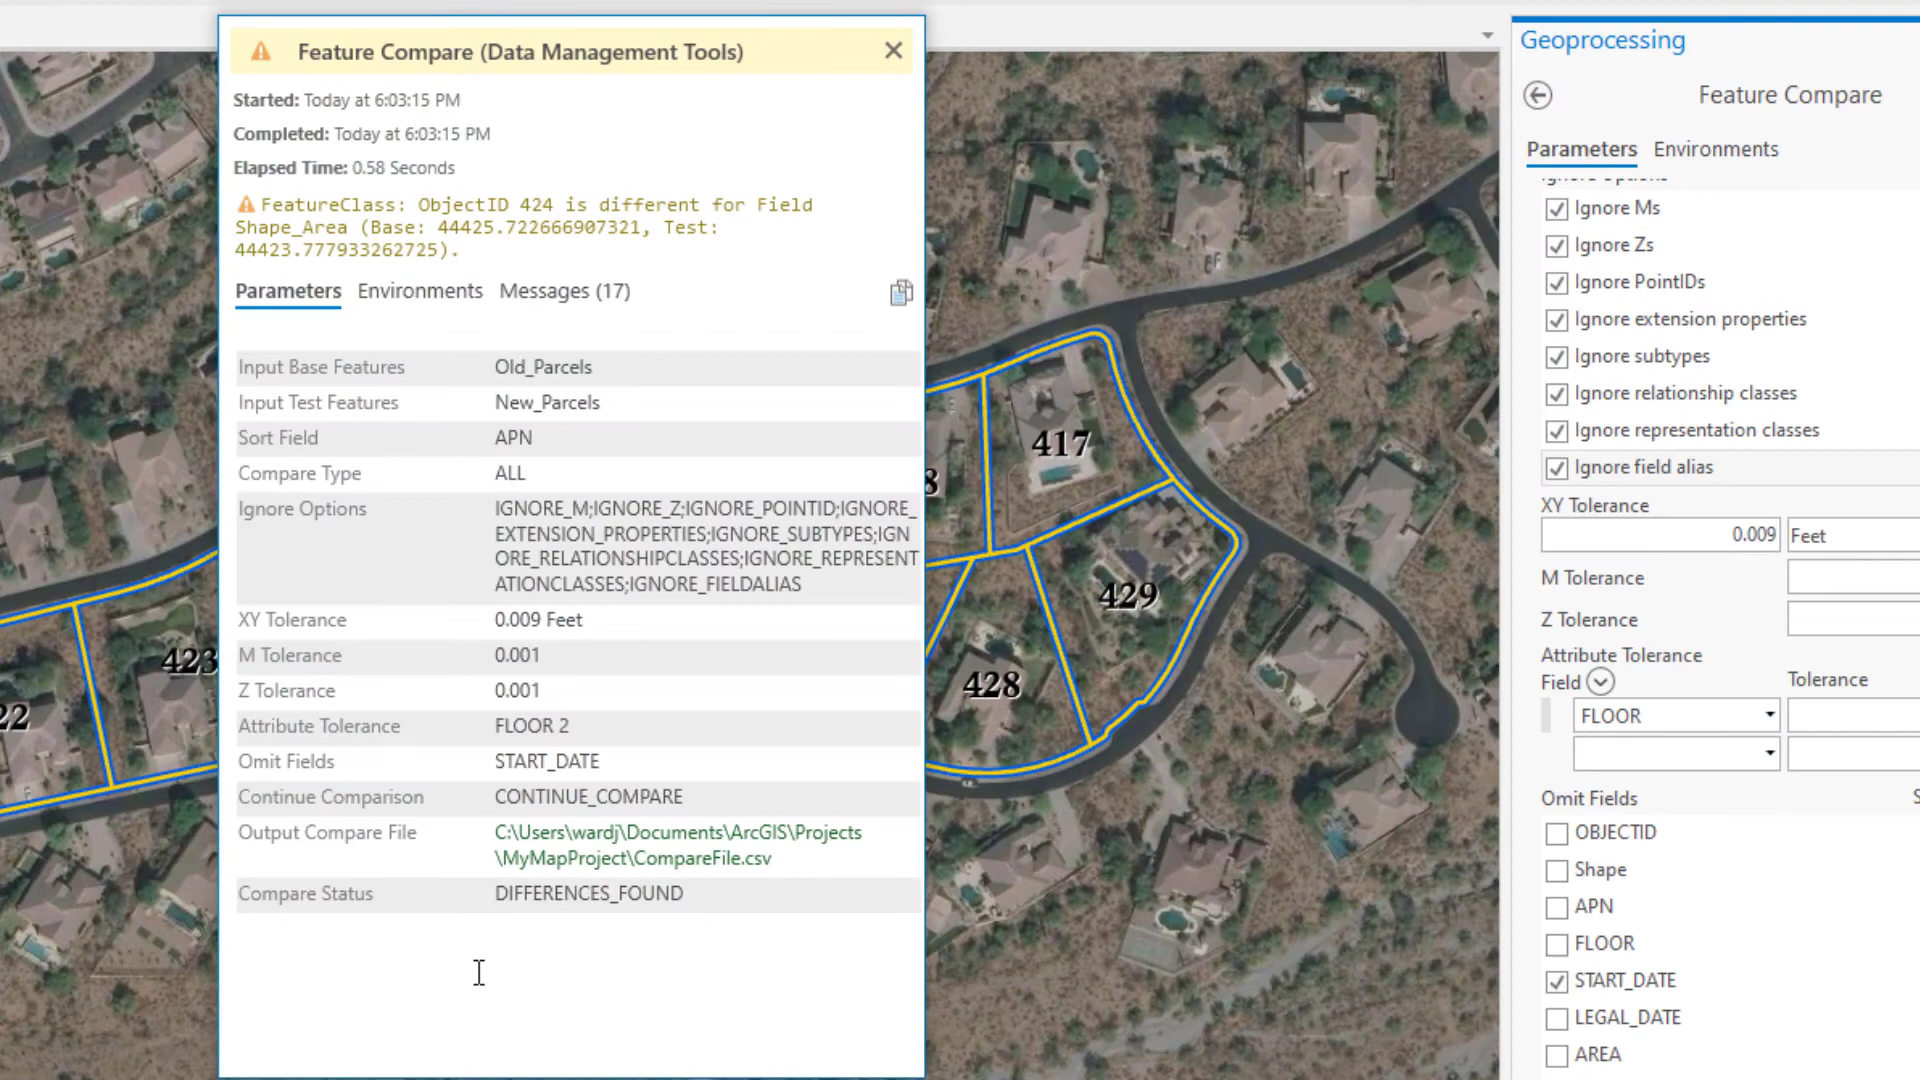 Feature Compare (Data Management Tools)
Started: Today at 6:03:15 PM
Completed: Today at 6:03:15 PM
Elapsed Time: 0.58 Seconds
FeatureClass: ObjectID 424 is different for Field
Shape_Area (Base: 44425.722666907321, Test:
44423.777933262725).
Parameters Environments Messages (17)
Input Base Features Old_Parcels
Input Test Features New_Parcels
Sort Field APN
Compare Type ALL
Ignore Options IGNORE_M;IGNORE_Z;IGNORE_POINTID;IGNORE_
EXTENSION_PROPERTIES;IGNORE_SUBTYPES;IGN
ORE_RELATIONSHIPCLASSES;IGNORE_REPRESENT
ATIONCLASSES;IGNORE_FIELDALIAS
XY Tolerance 0.009 Feet
M Tolerance 0.001
Z Tolerance 0.001
Attribute Tolerance FLOOR 2
Omit Fields START_DATE
Continue Comparison CONTINUE_COMPARE
Output Compare File C:\Users\wardj\Documents\ArcGIS\Projects
\MyMapProject\CompareFile.csv
Compare Status DIFFERENCES_FOUND
22
423
8
417
429
428
Geoprocessing
Feature Compare
Parameters Environments
Ignore Options
Ignore Ms
Ignore Zs
Ignore PointIDs
Ignore extension properties
Ignore subtypes
Ignore relationship classes
Ignore representation classes
Ignore field alias
XY Tolerance
0.009 Feet
M Tolerance
Z Tolerance
Attribute Tolerance
Field Tolerance
FLOOR
Omit Fields
OBJECTID
Shape
APN
FLOOR
START_DATE
LEGAL_DATE
AREA